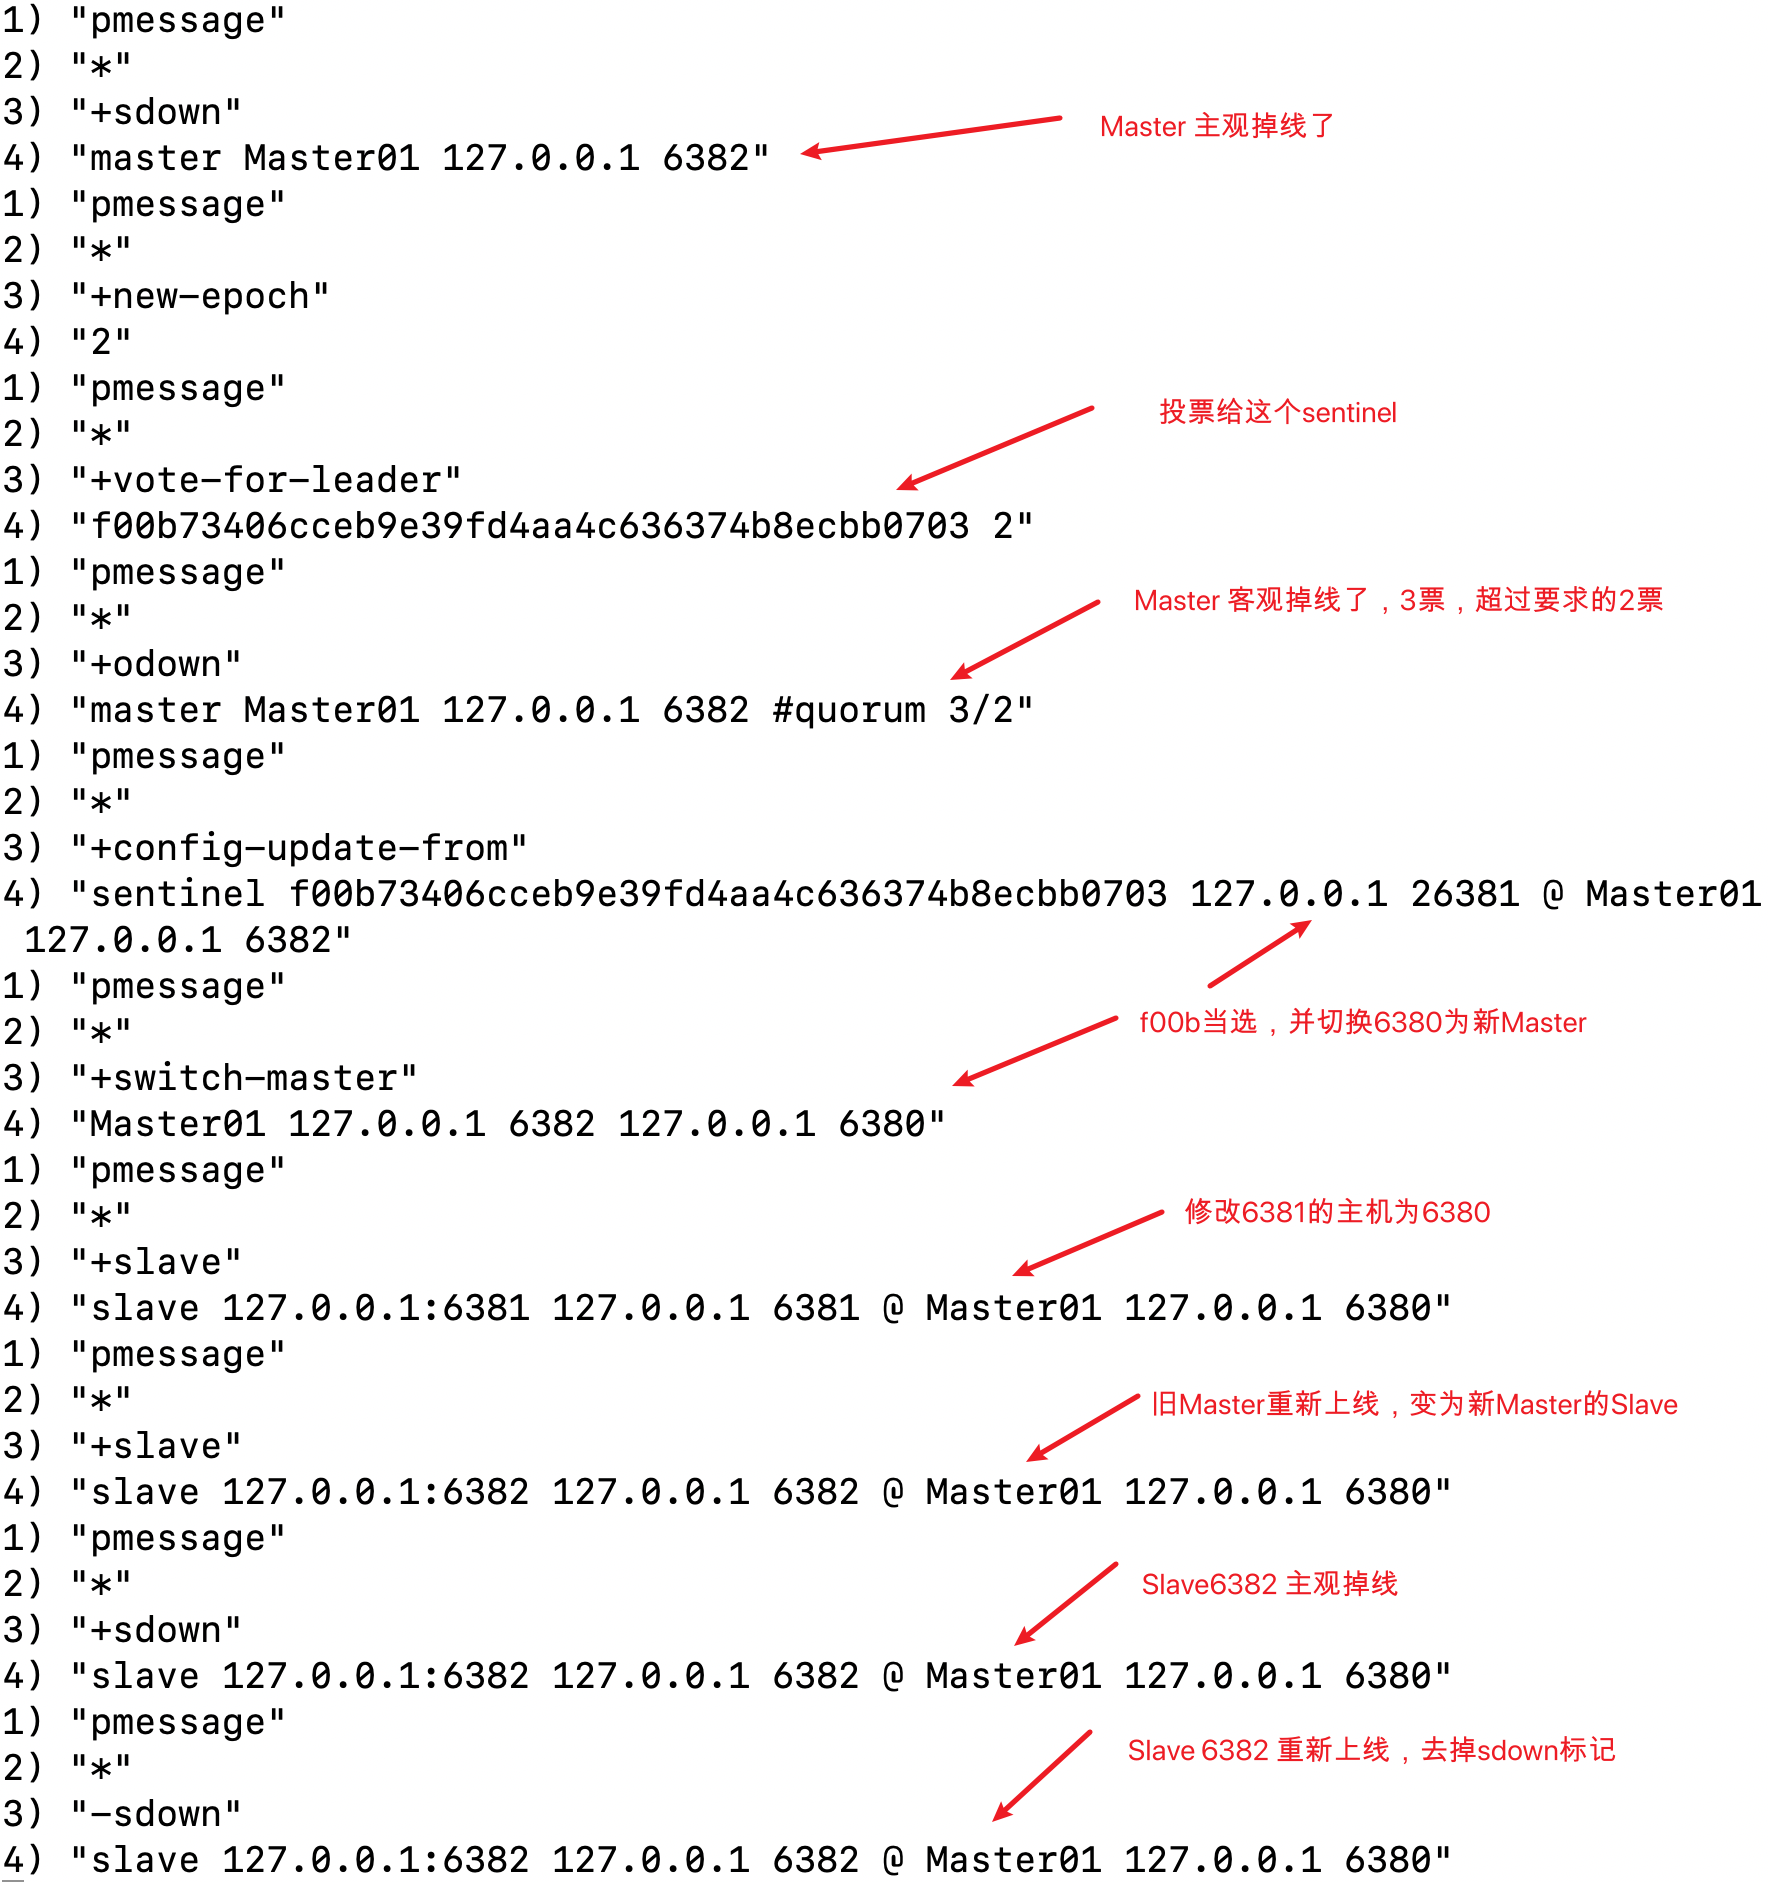 1) "pmessage"
2) "*"
3) "+sdown"
Master 主观掉线了
4) "master Master01 127.0.0.1 6382"
1) "pmessage"
2) "*"
3) "+new-epoch"
4) "2"
1) "pmessage"
投票给这个sentinel
2) "*"
3) "+vote-for-leader"
4) "f00b73406cceb9e39fd4aa4c636374b8ecbb0703 2"
1) "pmessage"
Master 客观掉线了，3票，超过要求的2票
2) "*"
3) "+odown"
4) "master Master01 127.0.0.1 6382 #quorum 3/2"
1) "pmessage"
2) "*"
3) "+config-update-from"
4) "sentinel f00b73406cceb9e39fd4aa4c636374b8ecbb0703 127.0.0.1 26381 @ Master01
127.0.0.1 6382"
1) "pmessage"
f00b当选，并切换6380为新Master
2) "*"
3) "+switch-master"
4) "Master01 127.0.0.1 6382 127.0.0.1 6380"
1) "pmessage"
修改6381的主机为6380
2) "*"
3) "+slave"
4) "slave 127.0.0.1:6381 127.0.0.1 6381 @ Master01 127.0.0.1 6380"
1) "pmessage"
2) "*"
旧Master重新上线，变为新Master的Slave
3) "+slave"
4) "slave 127.0.0.1:6382 127.0.0.1 6382 @ Master01 127.0.0.1 6380"
1) "pmessage"
2) "*"
Slave6382 主观掉线
3) "+sdown"
4) "slave 127.0.0.1:6382 127.0.0.1 6382 @ Master01 127.0.0.1 6380"
1) "pmessage"
Slave 6382 重新上线，去掉sdown标记
2) "*"
3) "-sdown"
4) "slave 127.0.0.1:6382 127.0.0.1 6382 @ Master01 127.0.0.1 6380"